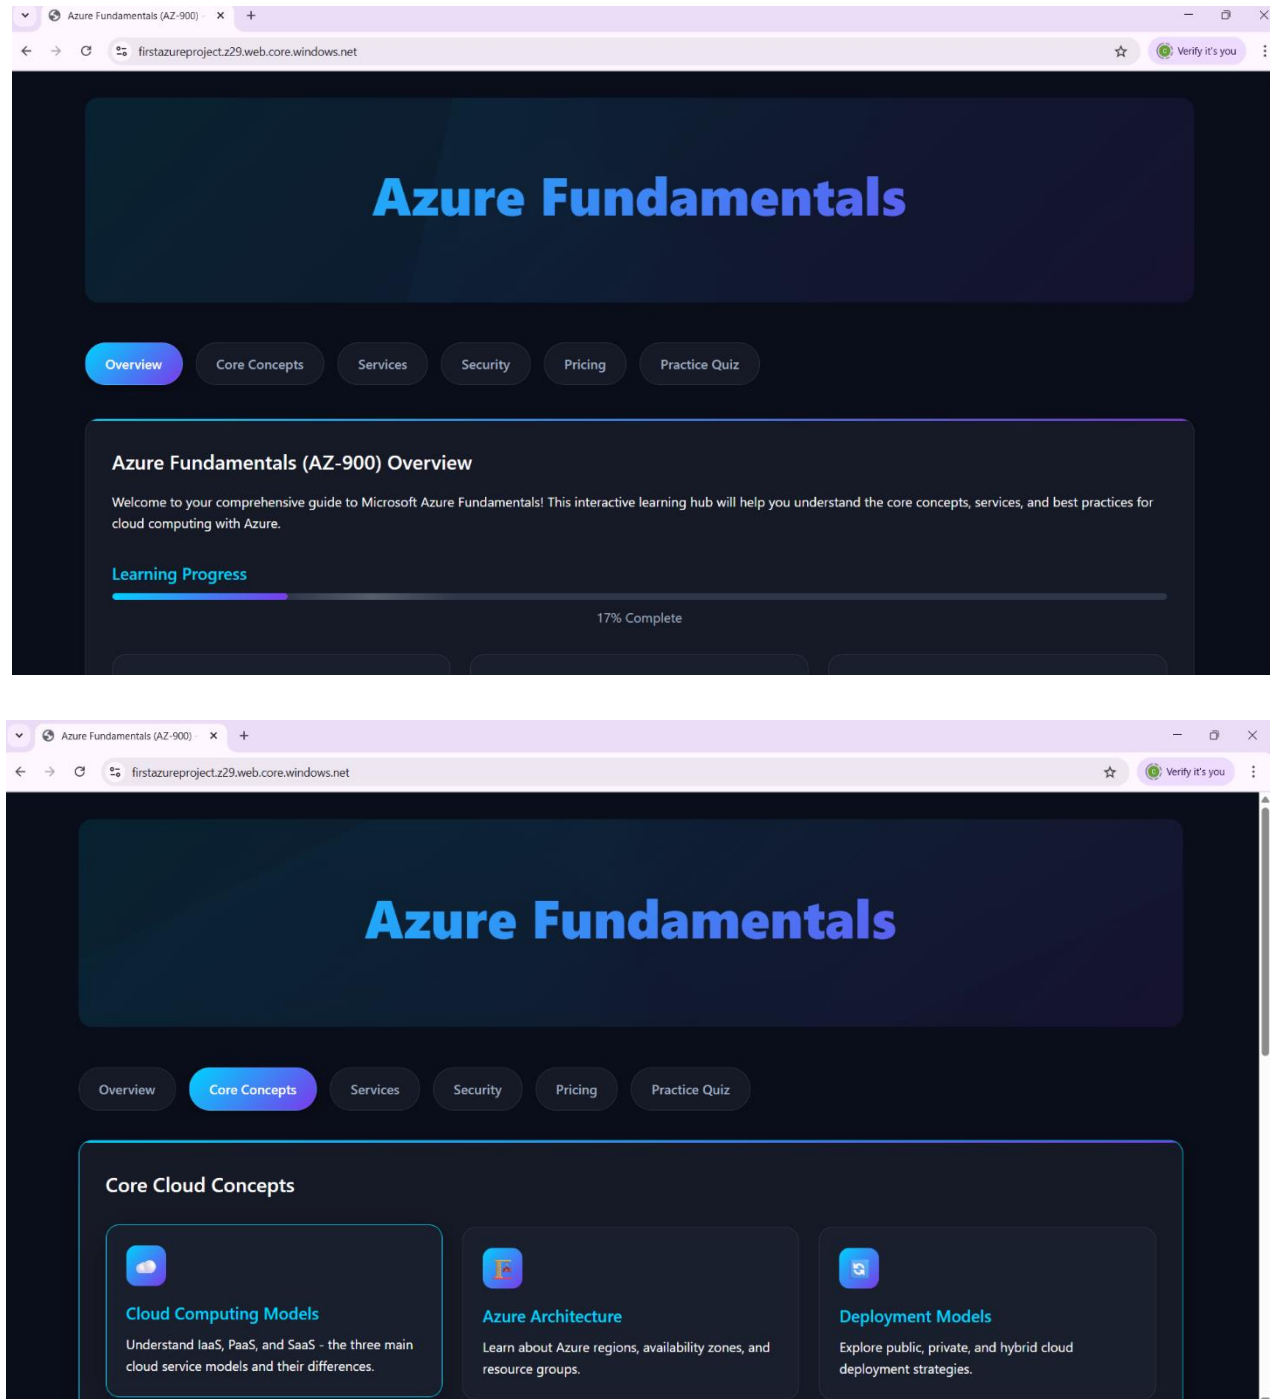 Azure Fundamentals (AZ-900)
firstazureproject.z29.web.core.windows.net
Verify it's you
Azure Fundamentals
Overview
Core Concepts
Services
Security
Pricing
Practice Quiz
Azure Fundamentals (AZ-900) Overview
Welcome to your comprehensive guide to Microsoft Azure Fundamentals! This interactive learning hub will help you understand the core concepts, services, and best practices for
cloud computing with Azure.
Learning Progress
17% Complete
Azure Fundamentals (AZ-900)
firstazureproject.z29.web.core.windows.net
Verify it's you
Azure Fundamentals
Overview
Core Concepts
Services
Security
Pricing
Practice Quiz
Core Cloud Concepts
Cloud Computing Models
Understand IaaS, PaaS, and SaaS - the three main
cloud service models and their differences.
Azure Architecture
Learn about Azure regions, availability zones, and
resource groups.
Deployment Models
Explore public, private, and hybrid cloud
deployment strategies.